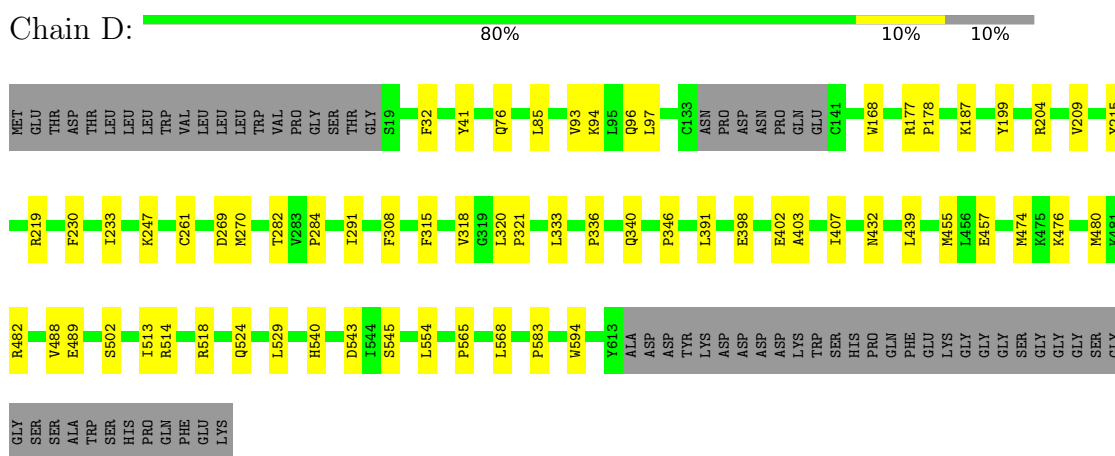 Chain D:
80% 10% 10%
MET GLU THR ASP THR LEU LEU LEU TRP VAL LEU LEU LEU TRP VAL PRO GLY SER THR GLY S19 F32 Y41 Q76 L85 V93 K94 L95 Q96 L97 C133 ASN PRO ASP ASN PRO GLN GLU C141 W168 R177 P178 K187 Y199 R204 V209 Y215
R219 F230 I233 K247 C261 D269 M270 T282 V283 P284 I291 F308 F315 V318 G319 L320 P321 L333 P336 Q340 P346 L391 E398 E402 A403 I407 N432 L439 M455 L456 E457 M474 K475 K476 M480 K481
R482 V488 E489 S502 I513 R514 R518 Q524 L529 H540 D543 I544 S545 L554 P565 L568 P583 W594 Y613 ALA ASP ASP TYR LYS ASP ASP ASP ASP LYS TRP SER HIS PRO GLN PHE GLU LYS GLY GLY GLY SER GLY GLY GLY SER GLY
GLY SER SER ALA TRP SER HIS PRO GLN PHE GLU LYS